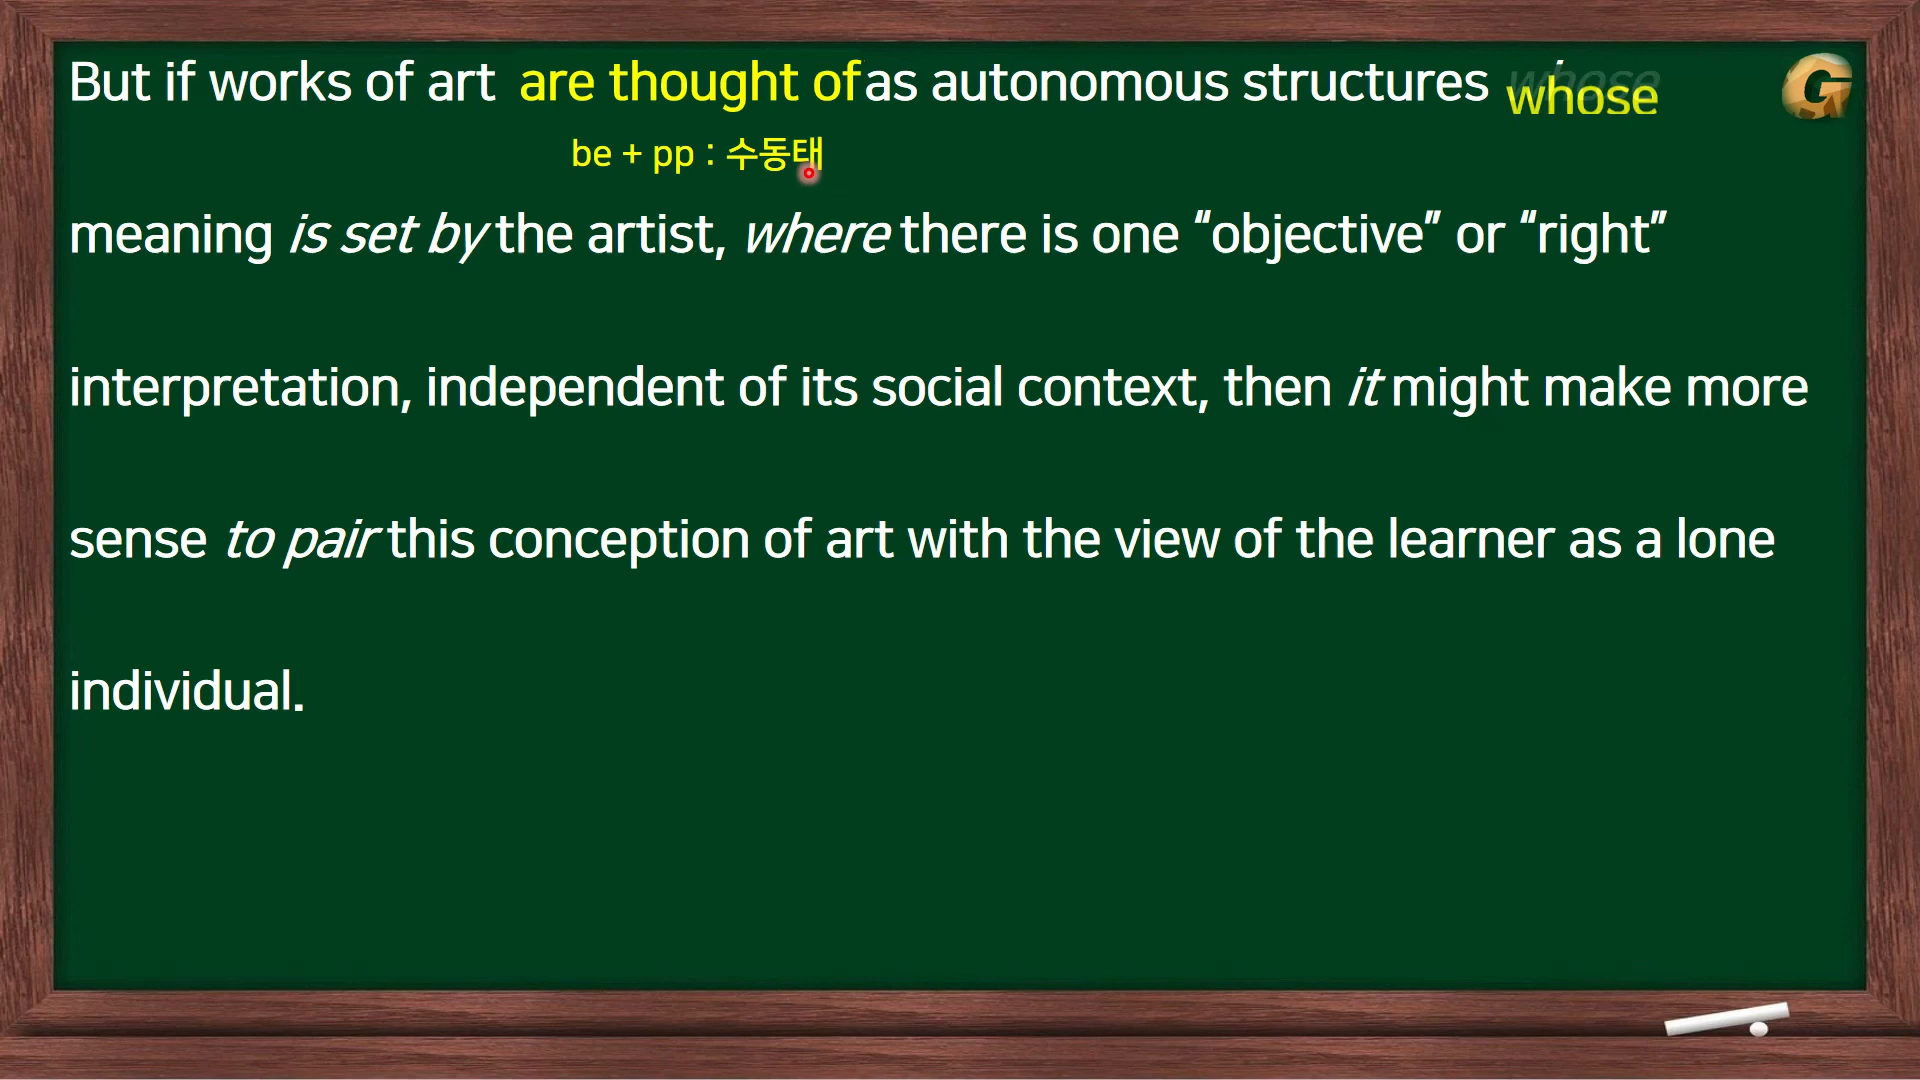 But if works of art are thought of as autonomous structures whose
be + pp : 수동태
meaning is set by the artist, where there is one “objective” or “right”
interpretation, independent of its social context, then it might make more
sense to pair this conception of art with the view of the learner as a lone
individual.
G